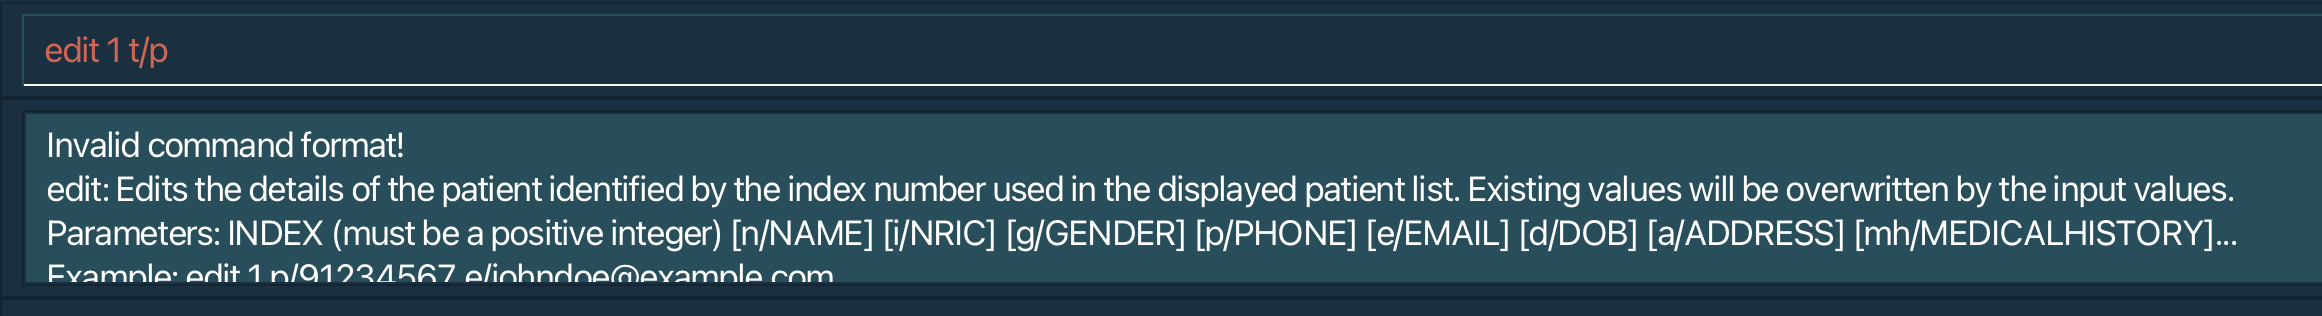 edit 1 t/p
Invalid command format!
edit: Edits the details of the patient identified by the index number used in the displayed patient list. Existing values will be overwritten by the input values.
Parameters: INDEX (must be a positive integer) [n/NAME] [i/NRIC] [g/GENDER] [p/PHONE] [e/EMAIL] [d/DOB] [a/ADDRESS] [mh/MEDICALHISTORY]...
Example: edit 1 p/91234567 e/johndoe@example.com